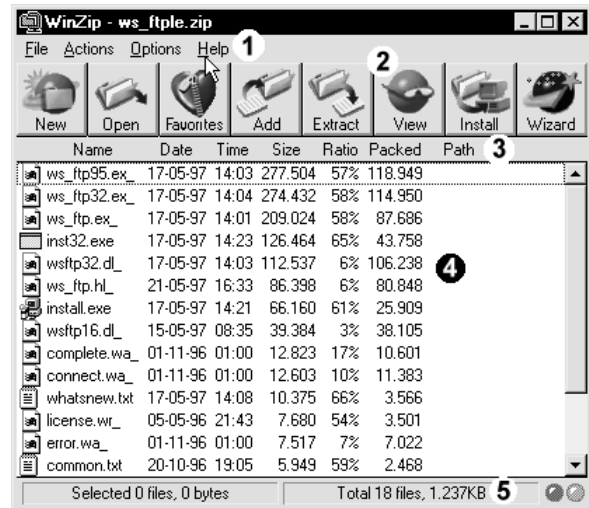 WinZip - ws_ftple.zip
File Actions Options Help 1
2
New Open Favorites Add Extract View Install Wizard
Name Date Time Size Ratio Packed Path 3
ws_ftp95.ex_ 17-05-97 14:03 277.504 57% 118.949
ws_ftp32.ex_ 17-05-97 14:04 274.432 58% 114.950
ws_ftp.ex_ 17-05-97 14:01 209.024 58% 87.686
inst32.exe 17-05-97 14:23 126.464 65% 43.758
wsftp32.dl_ 17-05-97 14:03 112.537 6% 106.238 4
ws_ftp.hl_ 21-05-97 16:33 86.398 6% 80.848
install.exe 17-05-97 14:21 66.160 61% 25.909
wsftp16.dl_ 15-05-97 08:35 39.384 3% 38.105
complete.wa_ 01-11-96 01:00 12.823 17% 10.601
connect.wa_ 01-11-96 01:00 12.603 10% 11.383
whatsnew.txt 17-05-97 14:08 10.375 66% 3.566
license.wr_ 05-05-96 21:43 7.680 54% 3.501
error.wa_ 01-11-96 01:00 7.517 7% 7.022
common.txt 20-10-96 19:05 5.949 59% 2.468
Selected 0 files, 0 bytes Total 18 files, 1.237KB 5